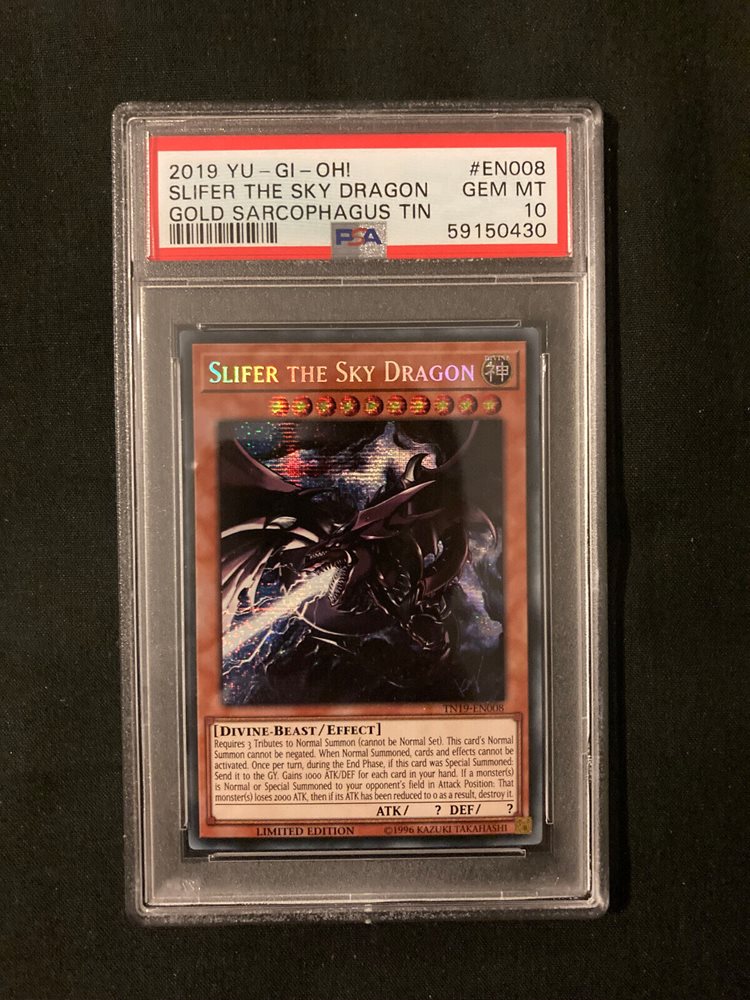 2019 YU-GI-OH! #EN008
SLIFER THE SKY DRAGON GEM MT
GOLD SARCOPHAGUS TIN 10
PSA 59150430
SLIFER THE SKY DRAGON
DIVINE
神
TN19-EN008
[DIVINE-BEAST/EFFECT]
Requires 3 Tributes to Normal Summon (cannot be Normal Set). This card's Normal
Summon cannot be negated. When Normal Summoned, cards and effects cannot be
activated. Once per turn, during the End Phase, if this card was Special Summoned:
Send it to the GY. Gains 1000 ATK/DEF for each card in your hand. If a monster(s)
is Normal or Special Summoned to your opponent's field in Attack Position: That
monster(s) loses 2000 ATK, then if its ATK has been reduced to 0 as a result, destroy it.
ATK/ ? DEF/ ?
LIMITED EDITION ©1996 KAZUKI TAKAHASHI